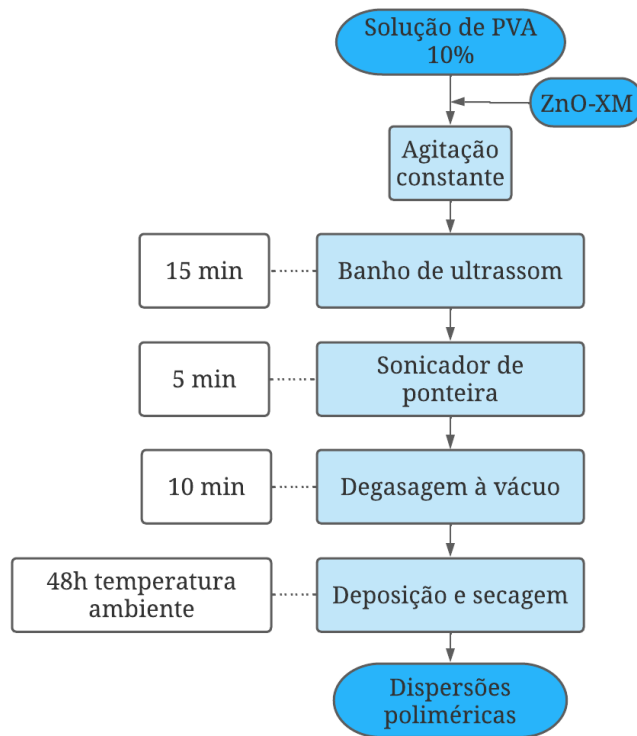 Solução de PVA
10%
ZnO-XM
Agitação
constante
15 min
Banho de ultrassom
5 min
Sonicador de
ponteira
10 min
Degasagem à vácuo
48h temperatura
ambiente
Deposição e secagem
Dispersões
poliméricas